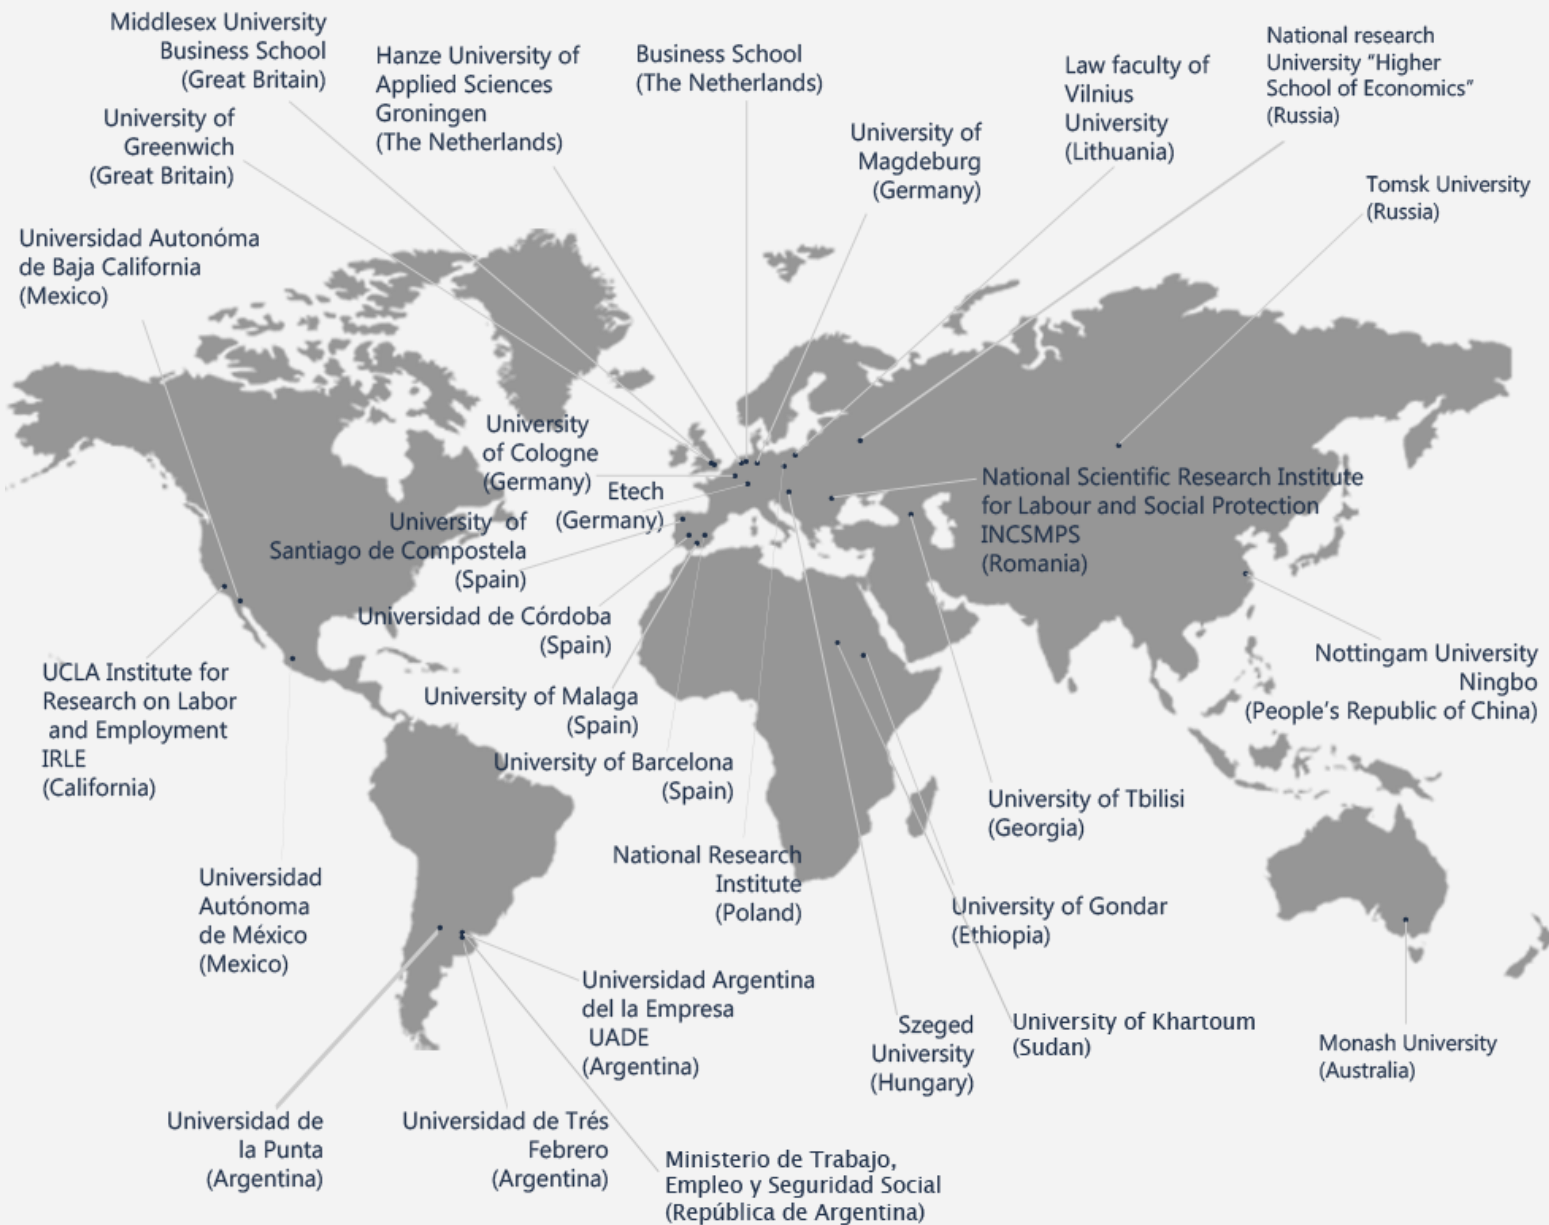 Middlesex University
Business School
(Great Britain)
Hanze University of
Applied Sciences
Groningen
(The Netherlands)
Business School
(The Netherlands)
Law faculty of
Vilnius
University
(Lithuania)
National research
University "Higher
School of Economics"
(Russia)
University of
Greenwich
(Great Britain)
University of
Magdeburg
(Germany)
Tomsk University
(Russia)
Universidad Autonóma
de Baja California
(Mexico)
University
of Cologne
(Germany)
Etech
(Germany)
National Scientific Research Institute
for Labour and Social Protection
INCSMPS
(Romania)
University of
Santiago de Compostela
(Spain)
Universidad de Córdoba
(Spain)
UCLA Institute for
Research on Labor
and Employment
IRLE
(California)
University of Malaga
(Spain)
Nottingam University
Ningbo
(People's Republic of China)
University of Barcelona
(Spain)
University of Tbilisi
(Georgia)
National Research
Institute
(Poland)
Universidad
Autónoma
de México
(Mexico)
University of Gondar
(Ethiopia)
Universidad Argentina
del la Empresa
UADE
(Argentina)
Szeged
University
(Hungary)
University of Khartoum
(Sudan)
Monash University
(Australia)
Universidad de
la Punta
(Argentina)
Universidad de Trés
Febrero
(Argentina)
Ministerio de Trabajo,
Empleo y Seguridad Social
(República de Argentina)